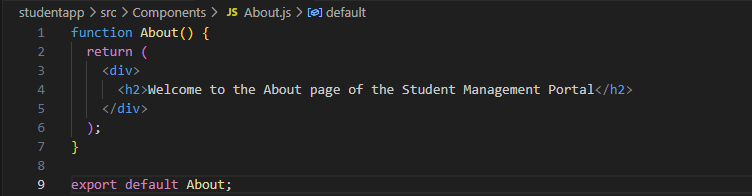 studentapp > src > Components > JS About.js > default
1 function About() {
2   return (
3     <div>
4       <h2>Welcome to the About page of the Student Management Portal</h2>
5     </div>
6   );
7 }
8
9 export default About;